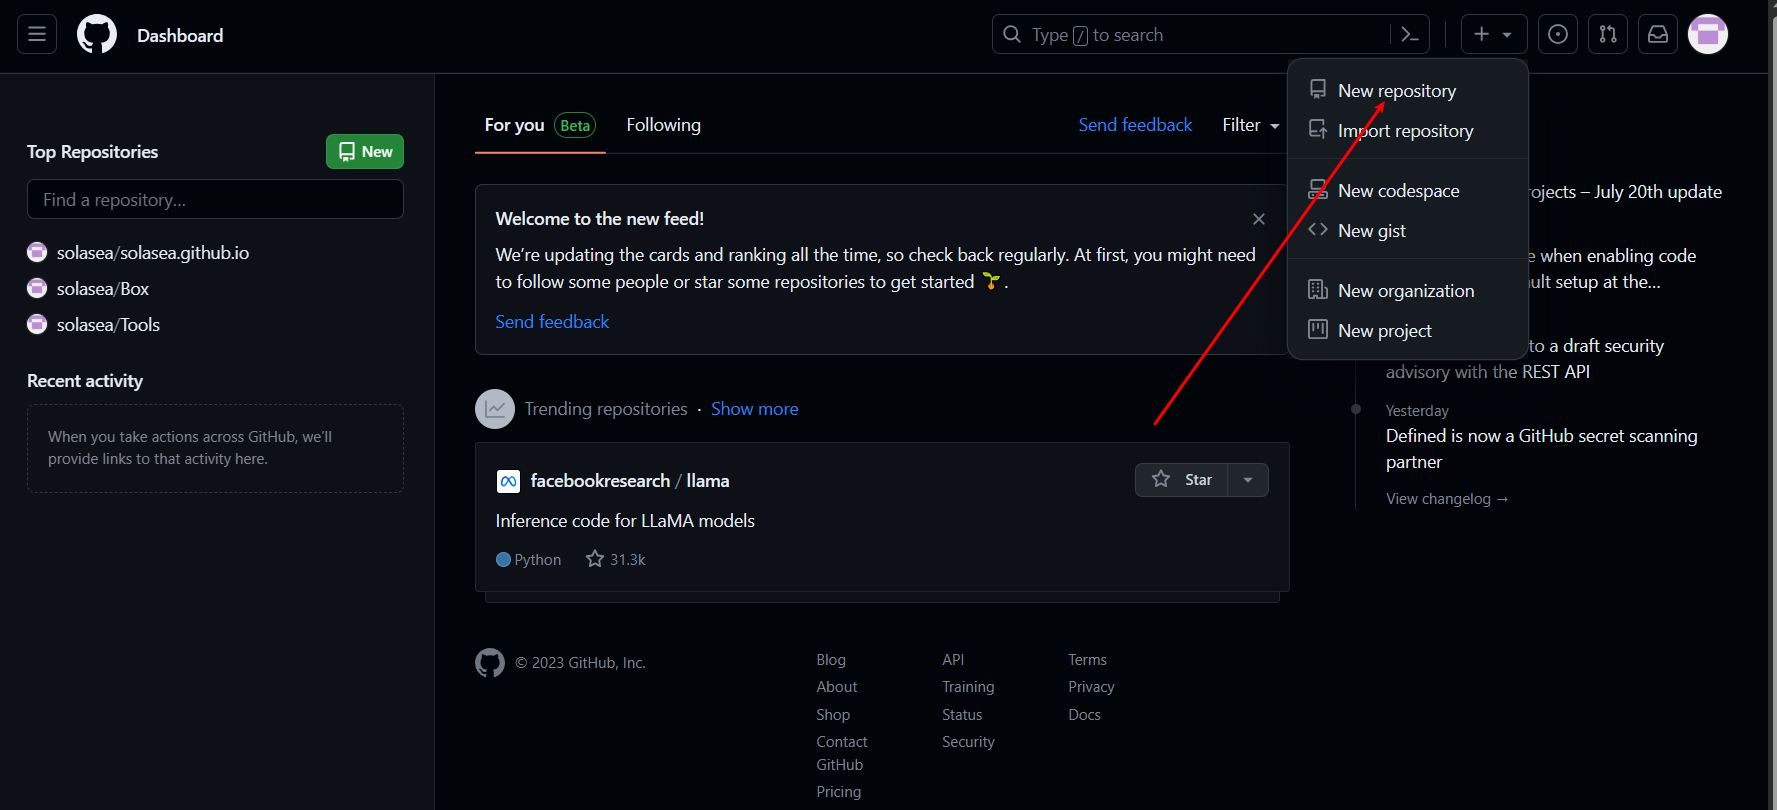 Dashboard
Type / to search
Top Repositories
New
Find a repository...
solasea/solasea.github.io
solasea/Box
solasea/Tools
Recent activity
When you take actions across GitHub, we'll
provide links to that activity here.
For you Beta
Following
Send feedback
Filter
Welcome to the new feed!
We're updating the cards and ranking all the time, so check back regularly. At first, you might need
to follow some people or star some repositories to get started .
Send feedback
Trending repositories · Show more
facebookresearch / llama
Star
Inference code for LLaMA models
Python
31.3k
New repository
Import repository
New codespace
New gist
New organization
New project
rojects – July 20th update
e when enabling code
ult setup at the...
to a draft security
advisory with the REST API
Yesterday
Defined is now a GitHub secret scanning
partner
View changelog →
© 2023 GitHub, Inc.
Blog
About
Shop
Contact
GitHub
Pricing
API
Training
Status
Security
Terms
Privacy
Docs